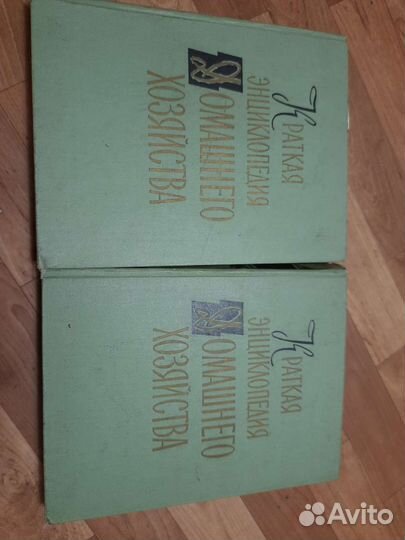 Краткая
энциклопедия
Домашнего
хозяйства
Краткая
энциклопедия
Домашнего
хозяйства
Avito